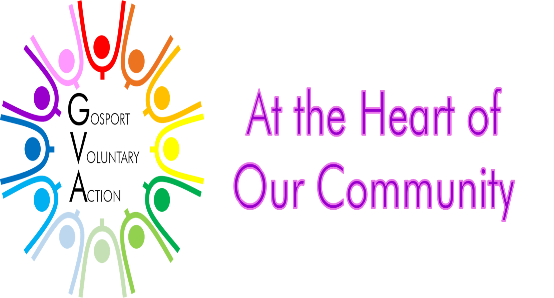 GOSPORT
VOLUNTARY
ACTION
At the Heart of
Our Community